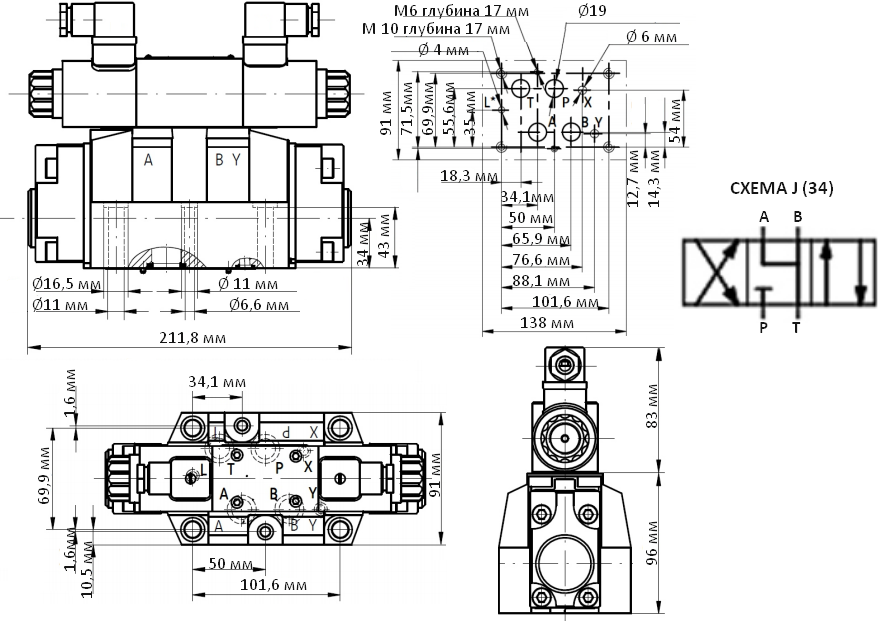 M6 глубина 17 мм
Ø19
M 10 глубина 17 мм
Ø 6 мм
Ø 4 мм
A
B Y
91 мм
71,5мм
69,9мм
55,6мм
35 мм
L*
T
P
X
A
B
Y
54 мм
18,3 мм
34,1мм
50 мм
65,9 мм
76,6 мм
88,1 мм
101,6 мм
138 мм
12,7 мм
14,3 мм
34 мм
43 мм
Ø16,5 мм
Ø 11 мм
Ø11 мм
Ø6,6 мм
211,8 мм
СХЕМА J (34)
A B
P T
34,1 мм
1,6 мм
69,9 мм
1,6мм
10,5 мм
T P X
L T P X
A B Y
A B Y
91 мм
50 мм
101,6 мм
83 мм
96 мм